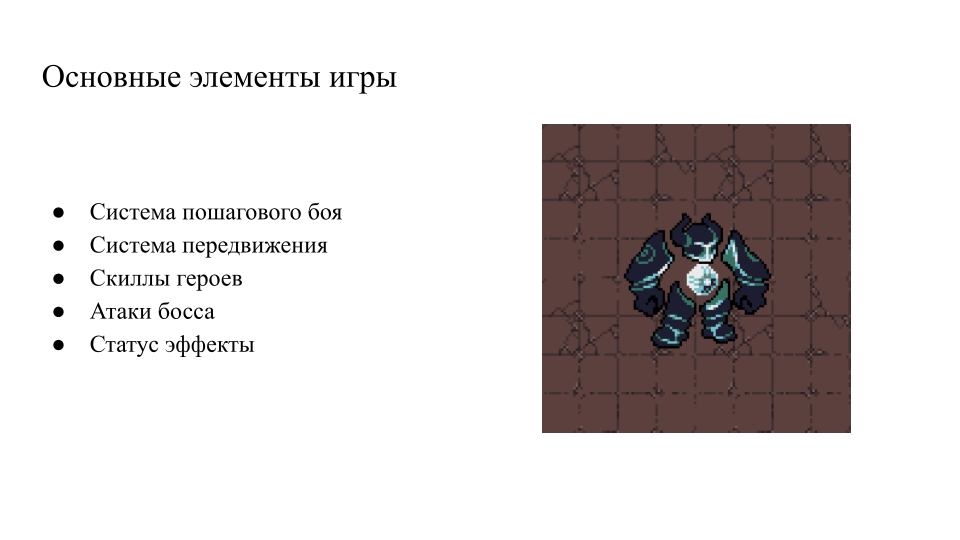 Основные элементы игры
● Система пошагового боя
● Система передвижения
● Скиллы героев
● Атаки босса
● Статус эффекты